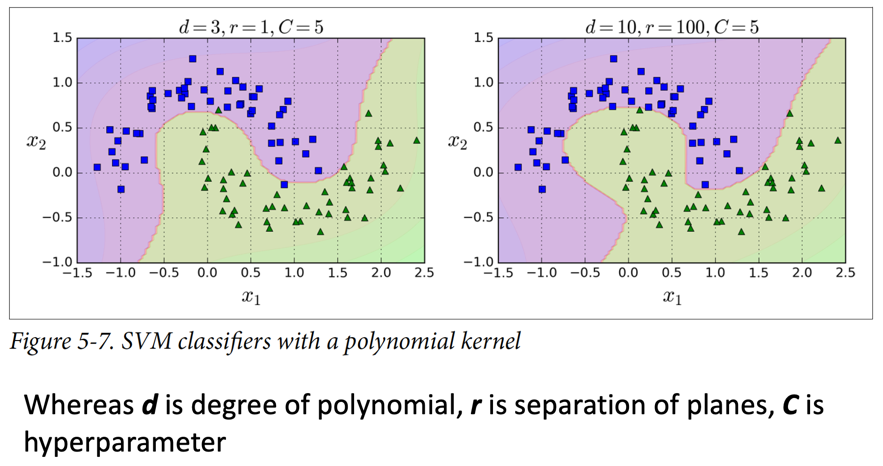 d = 3, r = 1, C = 5
1.5
1.0
0.5
0.0
−0.5
−1.0
x₂
−1.5 −1.0 −0.5 0.0 0.5 1.0 1.5 2.0 2.5
x₁
d = 10, r = 100, C = 5
1.5
1.0
0.5
0.0
−0.5
−1.0
x₂
−1.5 −1.0 −0.5 0.0 0.5 1.0 1.5 2.0 2.5
x₁
Figure 5-7. SVM classifiers with a polynomial kernel
Whereas d is degree of polynomial, r is separation of planes, C is
hyperparameter